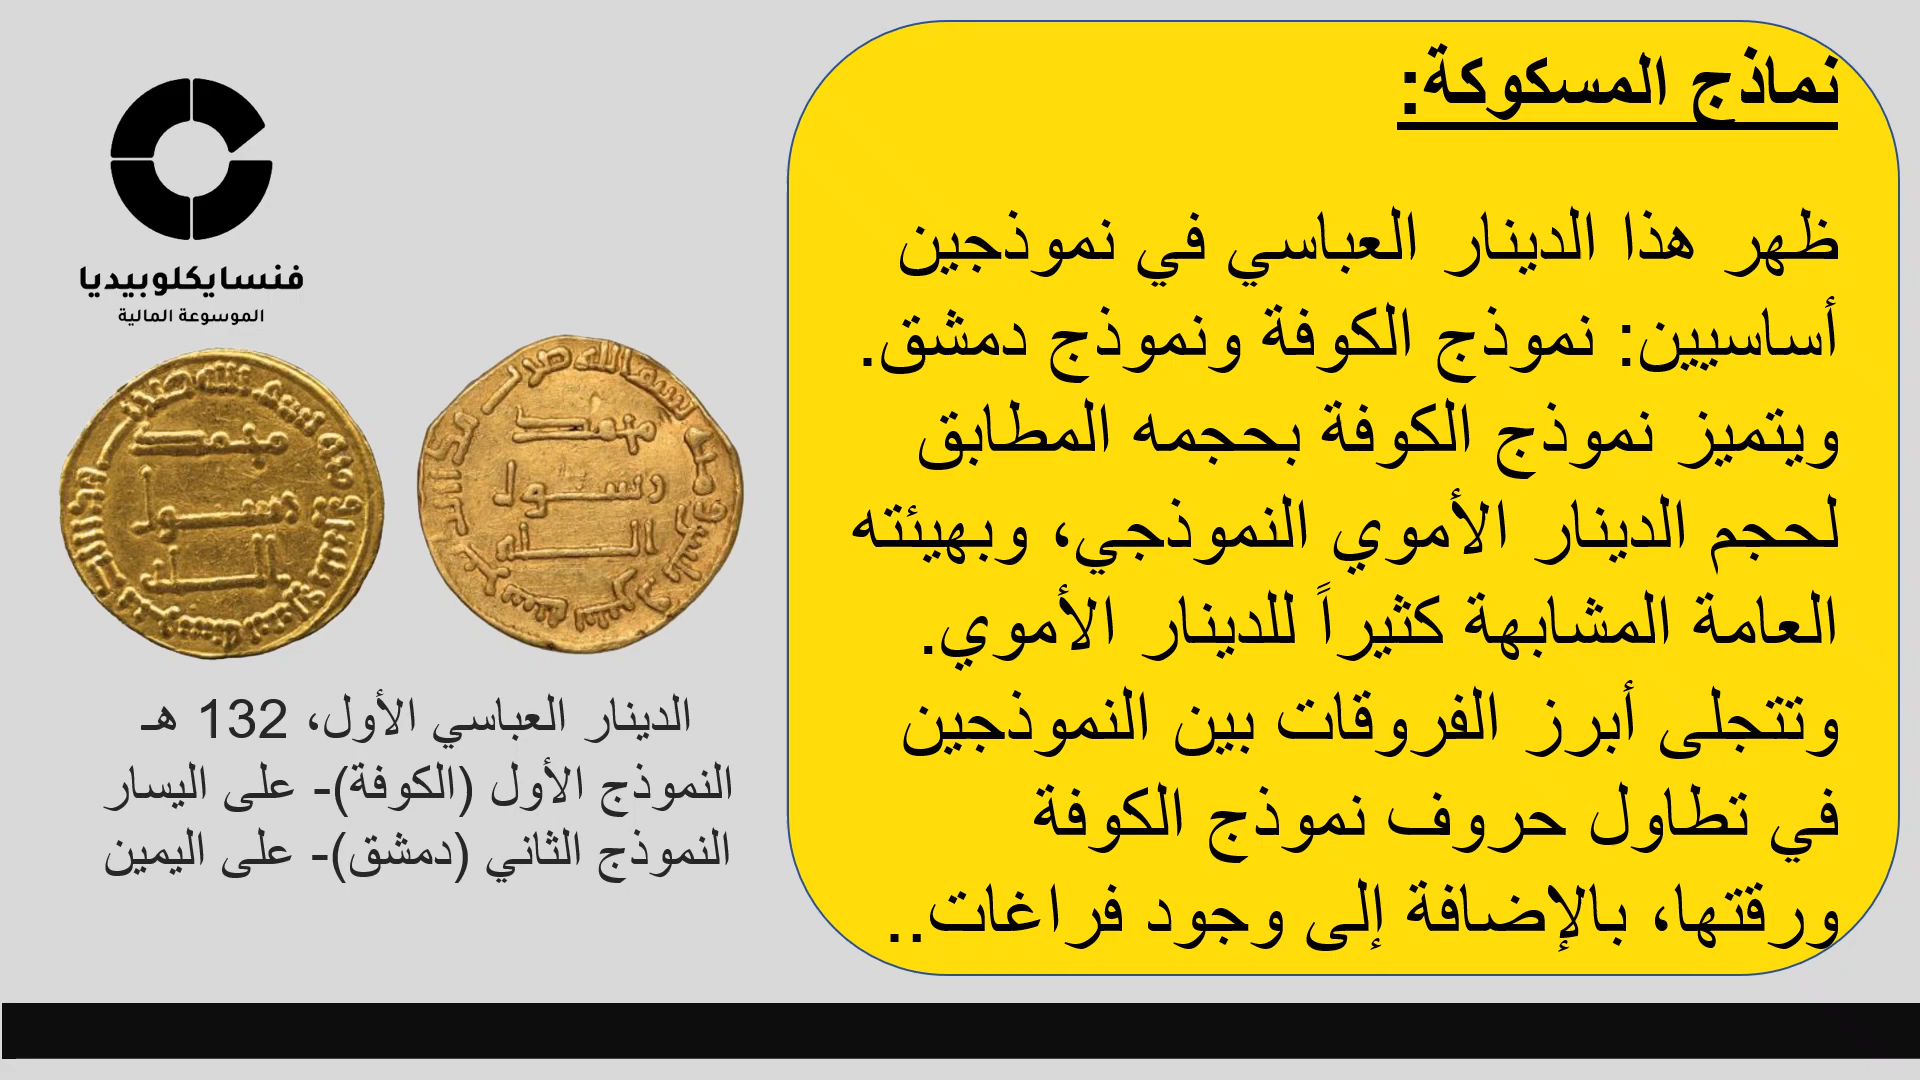 نماذج المسكوكة:
ظهر هذا الدينار العباسي في نموذجين
أساسيين: نموذج الكوفة ونموذج دمشق.
ويتميز نموذج الكوفة بحجمه المطابق
لحجم الدينار الأموي النموذجي، وبهيئته
العامة المشابهة كثيراً للدينار الأموي.
وتتجلى أبرز الفروقات بين النموذجين
في تطاول حروف نموذج الكوفة
ورقتها، بالإضافة إلى وجود فراغات..
فنسايكلوبيديا
الموسوعة المالية
محمد
رسول
الله
محمد
رسول
الله
الدينار العباسي الأول، 132 هـ
النموذج الأول (الكوفة)- على اليسار
النموذج الثاني (دمشق)- على اليمين